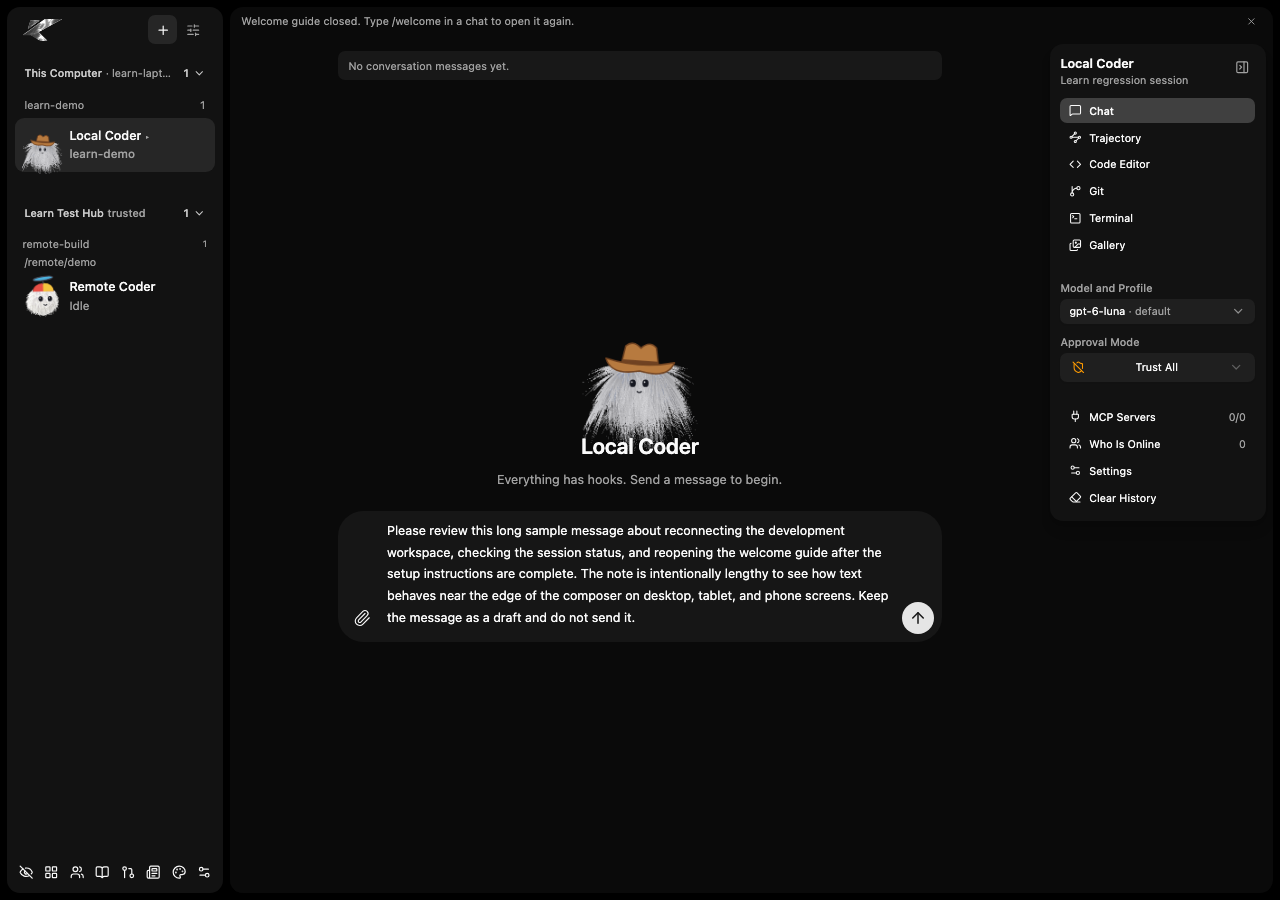 Welcome guide closed. Type /welcome in a chat to open it again.
This Computer · learn-lapt... 1
learn-demo 1
Local Coder
learn-demo
Learn Test Hub trusted 1
remote-build 1
/remote/demo
Remote Coder
Idle
No conversation messages yet.
Local Coder
Everything has hooks. Send a message to begin.
Please review this long sample message about reconnecting the development
workspace, checking the session status, and reopening the welcome guide after the
setup instructions are complete. The note is intentionally lengthy to see how text
behaves near the edge of the composer on desktop, tablet, and phone screens. Keep
the message as a draft and do not send it.
Local Coder
Learn regression session
Chat
Trajectory
Code Editor
Git
Terminal
Gallery
Model and Profile
gpt-6-luna · default
Approval Mode
Trust All
MCP Servers 0/0
Who Is Online 0
Settings
Clear History